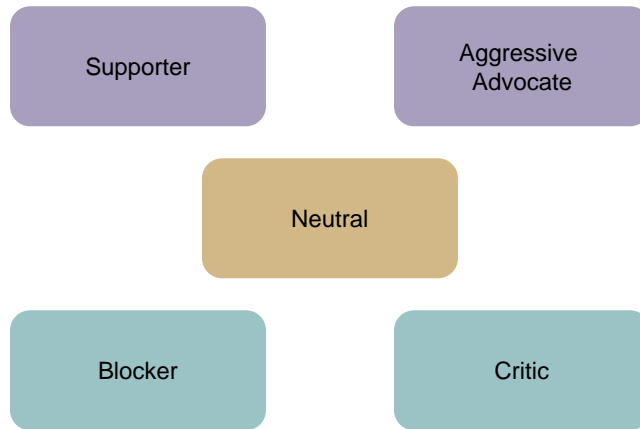 Supporter
Aggressive
Advocate
Neutral
Blocker
Critic